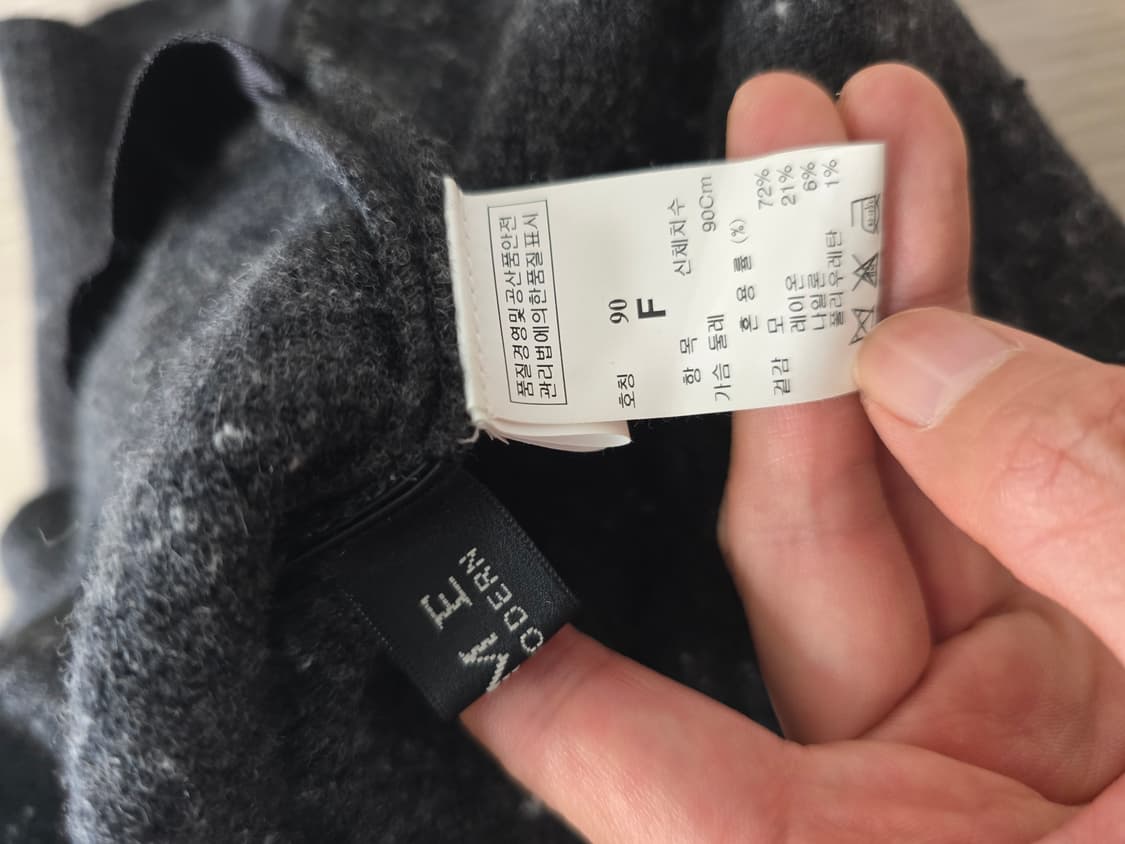 품질경영및 공산품안전
관리법에의한품질표시
호칭 90
F
항 목 신체치수
가슴 둘레 90Cm
혼 용 률 (%)
겉감 모 72%
레이온 21%
나일론 6%
폴리우레탄 1%
M E
ODERN